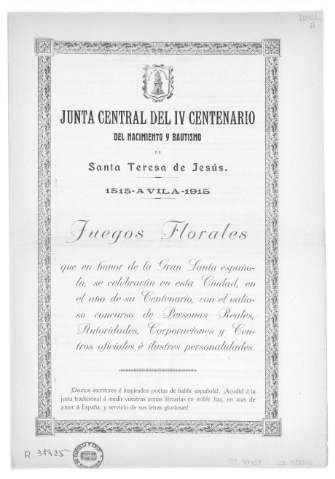 JUNTA CENTRAL DEL IV CENTENARIO
DEL NACIMIENTO Y BAUTISMO
DE
Santa Teresa de Jesús.
1515-AVILA-1915
Juegos Florales
que en honor de la Gran Santa españo-
la, se celebrarán en esta Ciudad, en
el año de su Centenario, con el valio-
so concurso de Personas Reales,
Autoridades, Corporaciones y Cen-
tros oficiales é ilustres personalidades.
¡Doctos escritores é inspirados poetas de habla española!. ¡Acudid á la
justa tradicional á medir vuestras armas literarias en noble liza, en aras de
amor á España, y servicio de sus letras gloriosas!
R 37925